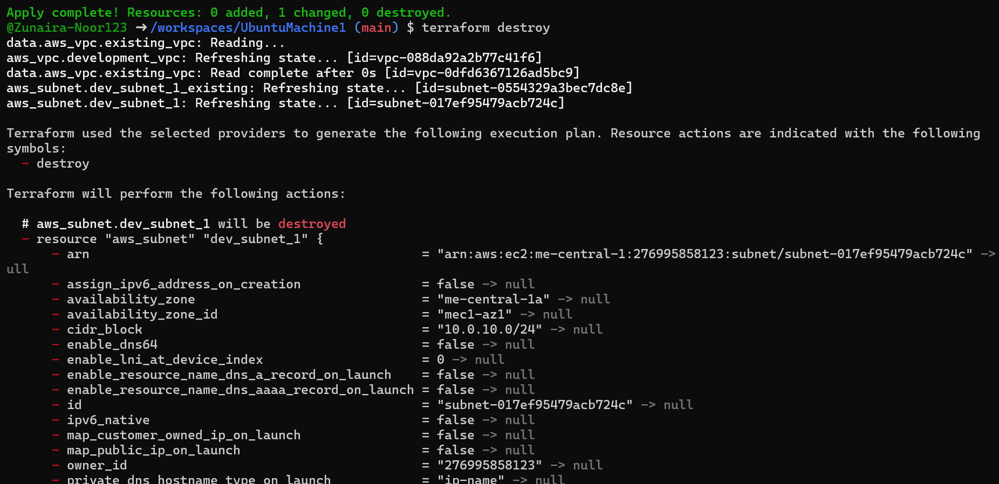 Apply complete! Resources: 0 added, 1 changed, 0 destroyed.
@Zunaira-Noor123 → /workspaces/UbuntuMachine1 (main) $ terraform destroy
data.aws_vpc.existing_vpc: Reading...
aws_vpc.development_vpc: Refreshing state... [id=vpc-088da92a2b77c41f6]
data.aws_vpc.existing_vpc: Read complete after 0s [id=vpc-0dfd6367126ad5bc9]
aws_subnet.dev_subnet_1_existing: Refreshing state... [id=subnet-0554329a3bec7dc8e]
aws_subnet.dev_subnet_1: Refreshing state... [id=subnet-017ef95479acb724c]
Terraform used the selected providers to generate the following execution plan. Resource actions are indicated with the following
symbols:
- destroy
Terraform will perform the following actions:
# aws_subnet.dev_subnet_1 will be destroyed
- resource "aws_subnet" "dev_subnet_1" {
- arn = "arn:aws:ec2:me-central-1:276995858123:subnet/subnet-017ef95479acb724c" ->
ull
- assign_ipv6_address_on_creation = false -> null
- availability_zone = "me-central-1a" -> null
- availability_zone_id = "mec1-az1" -> null
- cidr_block = "10.0.10.0/24" -> null
- enable_dns64 = false -> null
- enable_lni_at_device_index = 0 -> null
- enable_resource_name_dns_a_record_on_launch = false -> null
- enable_resource_name_dns_aaaa_record_on_launch = false -> null
- id = "subnet-017ef95479acb724c" -> null
- ipv6_native = false -> null
- map_customer_owned_ip_on_launch = false -> null
- map_public_ip_on_launch = false -> null
- owner_id = "276995858123" -> null
- private_dns_hostname_type_on_launch = "ip-name" -> null